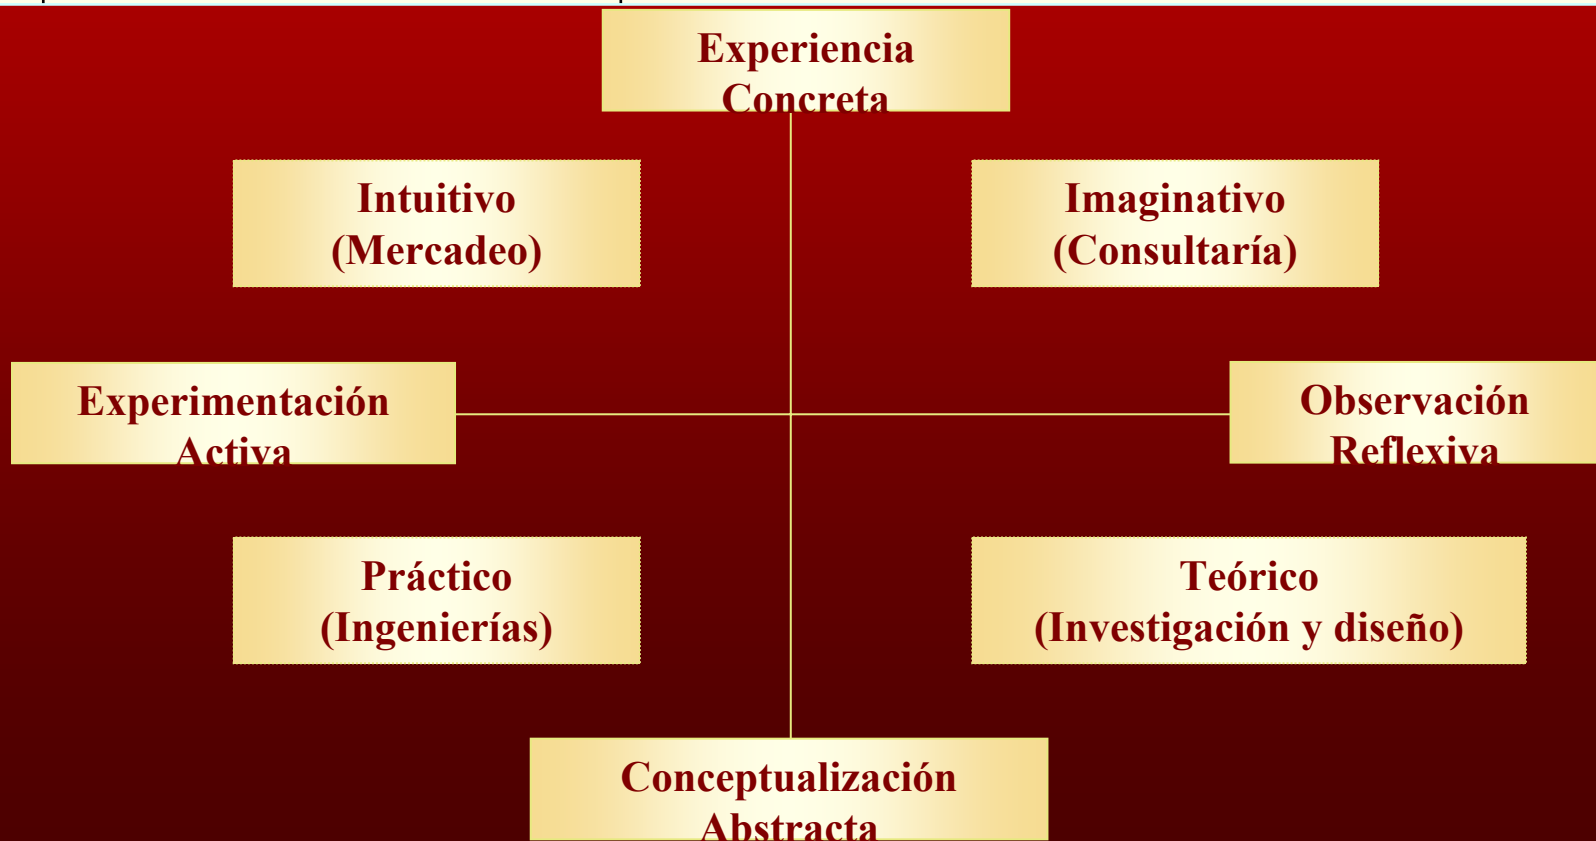 Experiencia
Concreta
Intuitivo
(Mercadeo)
Imaginativo
(Consultaría)
Experimentación
Activa
Observación
Reflexiva
Práctico
(Ingenierías)
Teórico
(Investigación y diseño)
Conceptualización
Abstracta